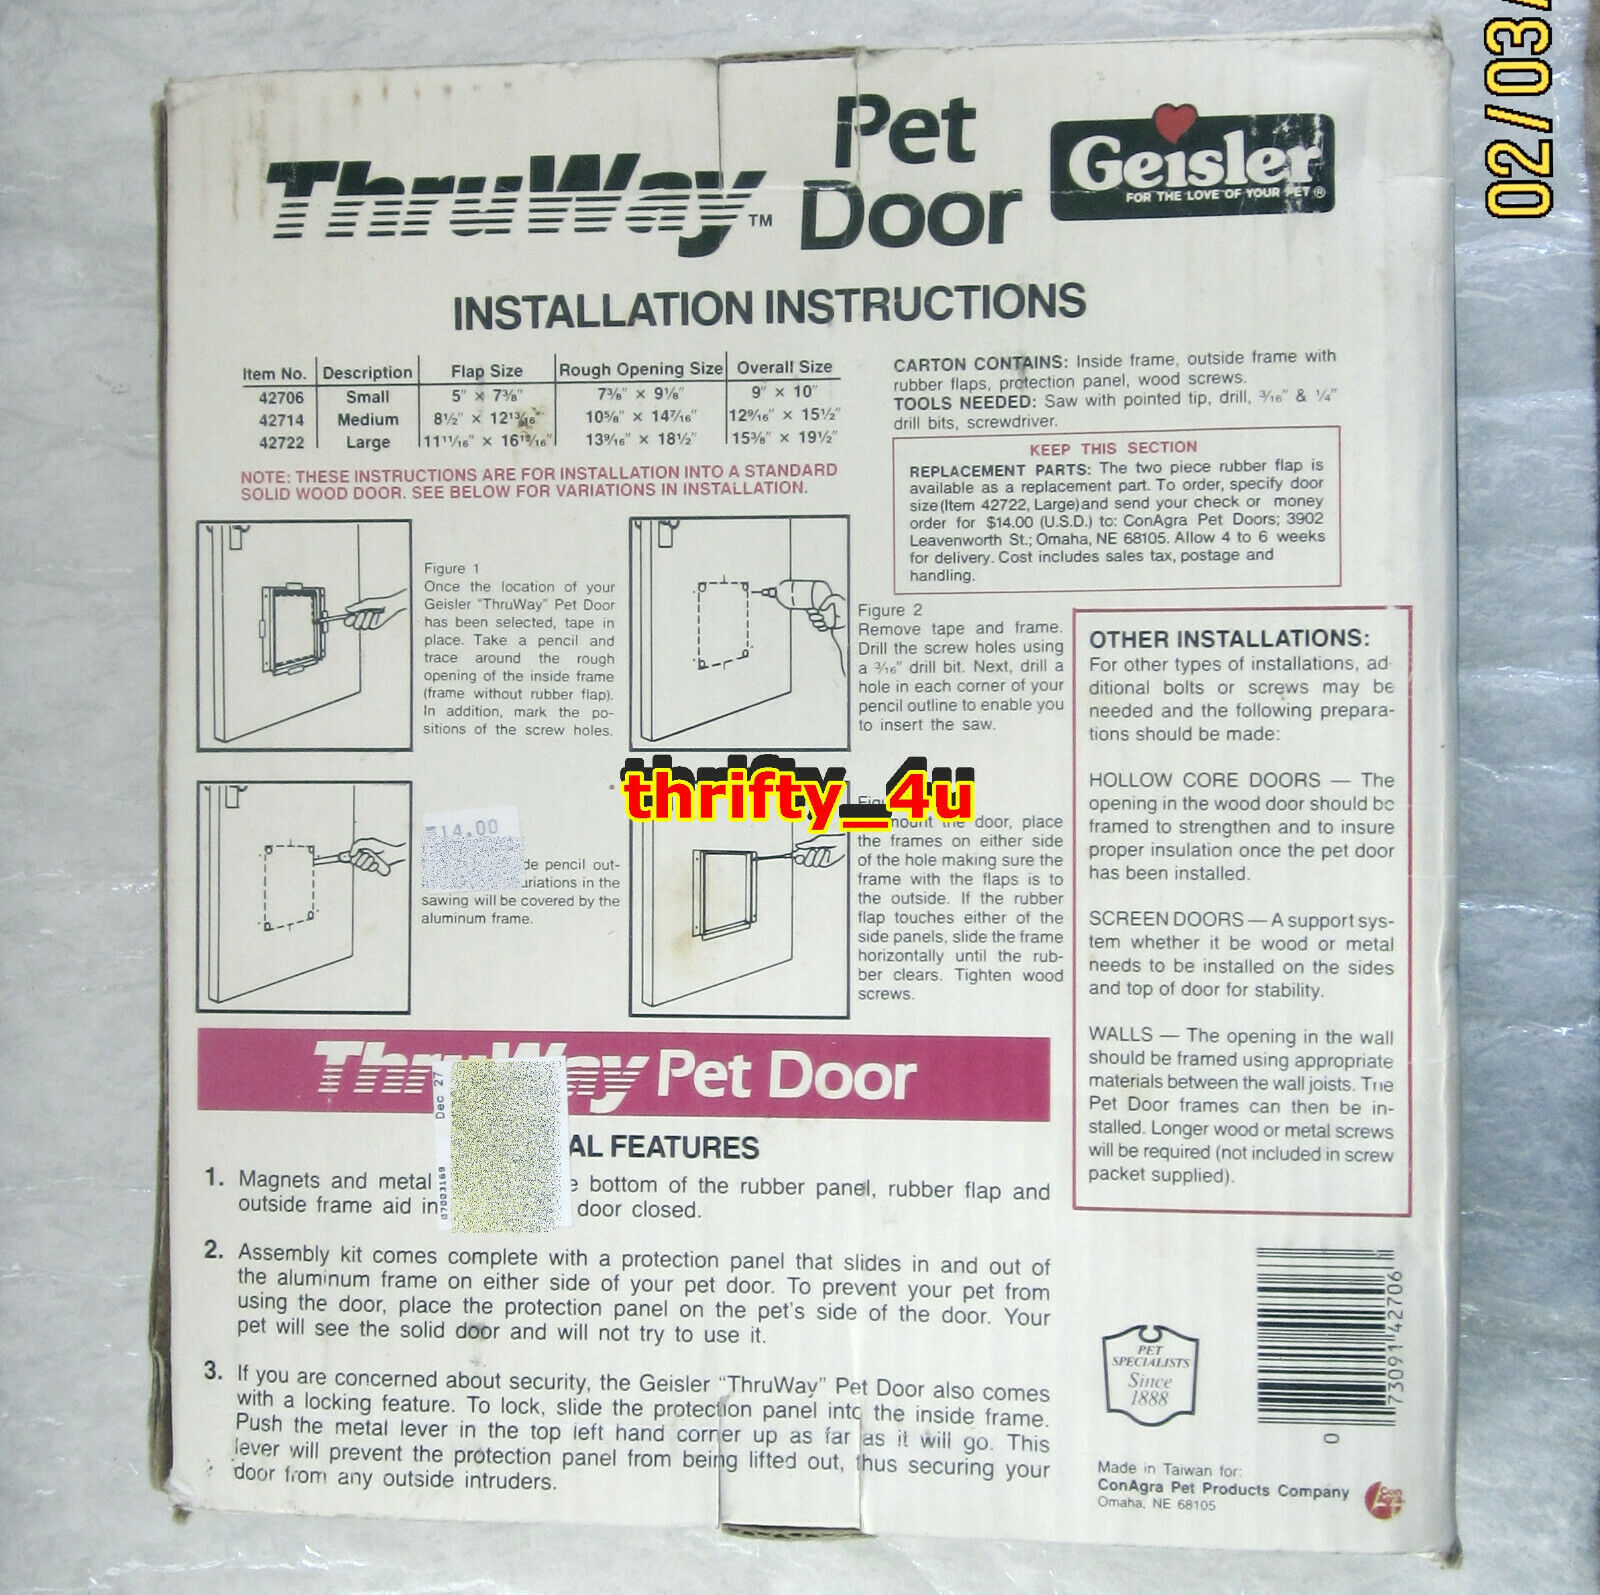 02/03/
ThruWay™ Pet Door
Geisler
FOR THE LOVE OF YOUR PET ®
INSTALLATION INSTRUCTIONS
Item No. Description Flap Size Rough Opening Size Overall Size
42706 Small 5" × 7⅜" 7⅜" × 9⅛" 9" × 10"
42714 Medium 8½" × 12¹³⁄₁₆" 10⅝" × 14⁷⁄₁₆" 12⁹⁄₁₆" × 15½"
42722 Large 11¹¹⁄₁₆" × 13⁹⁄₁₆" × 18½" 15⅜" × 19½"
NOTE: THESE INSTRUCTIONS ARE FOR INSTALLATION INTO A STANDARD
SOLID WOOD DOOR. SEE BELOW FOR VARIATIONS IN INSTALLATION.
CARTON CONTAINS: Inside frame, outside frame with
rubber flaps, protection panel, wood screws.
TOOLS NEEDED: Saw with pointed tip, drill, ³⁄₁₆" & ¼"
drill bits, screwdriver.
KEEP THIS SECTION
REPLACEMENT PARTS: The two piece rubber flap is
available as a replacement part. To order, specify door
size (Item 42722, Large) and send your check or money
order for $14.00 (U.S.D.) to: ConAgra Pet Doors; 3902
Leavenworth St.; Omaha, NE 68105. Allow 4 to 6 weeks
for delivery. Cost includes sales tax, postage and
handling.
Figure 1
Once the location of your
Geisler "ThruWay" Pet Door
has been selected, tape in
place. Take a pencil and
trace around the rough
opening of the inside frame
(frame without rubber flap).
In addition, mark the po-
sitions of the screw holes.
Figure 2
Remove tape and frame.
Drill the screw holes using
a ³⁄₁₆" drill bit. Next, drill a
hole in each corner of your
pencil outline to enable you
to insert the saw.
thrifty_4u
14.00
pencil out-
in the
sawing will be covered by the
aluminum frame.
mount the door, place
the frames on either side
of the hole making sure the
frame with the flaps is to
the outside. If the rubber
flap touches either of the
side panels, slide the frame
horizontally until the rub-
ber clears. Tighten wood
screws.
OTHER INSTALLATIONS:
For other types of installations, ad-
ditional bolts or screws may be
needed and the following prepara-
tions should be made:
HOLLOW CORE DOORS — The
opening in the wood door should be
framed to strengthen and to insure
proper insulation once the pet door
has been installed.
SCREEN DOORS — A support sys-
tem whether it be wood or metal
needs to be installed on the sides
and top of door for stability.
WALLS — The opening in the wall
should be framed using appropriate
materials between the wall joists. The
Pet Door frames can then be in-
stalled. Longer wood or metal screws
will be required (not included in screw
packet supplied).
ThruWay Pet Door
Dec 27
07003169
FEATURES
1. Magnets and metal bottom of the rubber panel, rubber flap and
outside frame aid in door closed.
2. Assembly kit comes complete with a protection panel that slides in and out of
the aluminum frame on either side of your pet door. To prevent your pet from
using the door, place the protection panel on the pet's side of the door. Your
pet will see the solid door and will not try to use it.
3. If you are concerned about security, the Geisler "ThruWay" Pet Door also comes
with a locking feature. To lock, slide the protection panel into the inside frame.
Push the metal lever in the top left hand corner up as far as it will go. This
lever will prevent the protection panel from being lifted out, thus securing your
door from any outside intruders.
PET
SPECIALISTS
Since
1888
0 73091 42706
Made in Taiwan for:
ConAgra Pet Products Company
Omaha, NE 68105
ConAgra